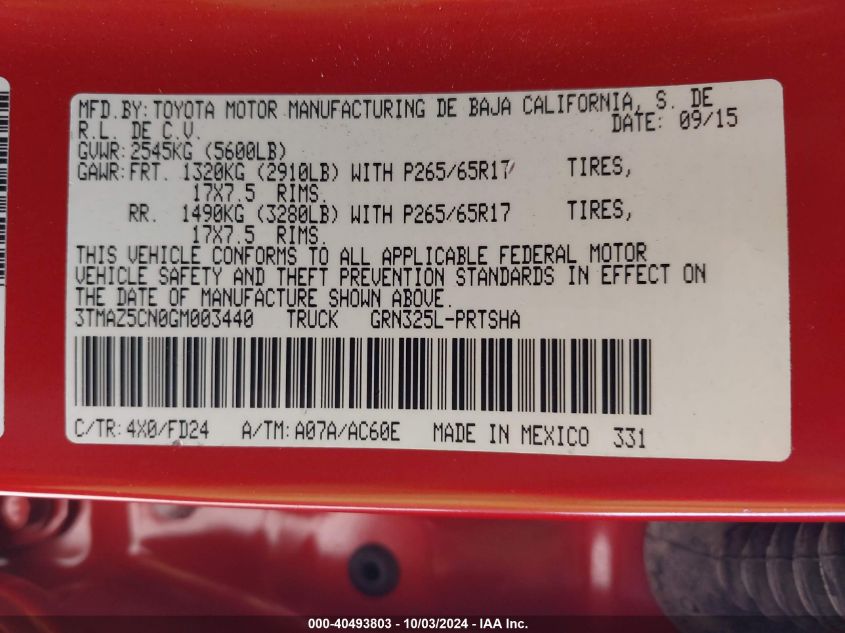 MFD.BY: TOYOTA MOTOR MANUFACTURING DE BAJA CALIFORNIA, S. DE
R.L. DE C.V. DATE: 09/15
GVWR: 2545KG (5600LB)
GAWR: FRT. 1320KG (2910LB) WITH P265/65R17 TIRES,
17X7.5 RIMS.
RR. 1490KG (3280LB) WITH P265/65R17 TIRES,
17X7.5 RIMS.
THIS VEHICLE CONFORMS TO ALL APPLICABLE FEDERAL MOTOR
VEHICLE SAFETY AND THEFT PREVENTION STANDARDS IN EFFECT ON
THE DATE OF MANUFACTURE SHOWN ABOVE.
3TMAZ5CN0GM003440 TRUCK GRN325L-PRTSHA
C/TR: 4X0/FD24 A/TM: A07A/AC60E MADE IN MEXICO 331
000-40493803 - 10/03/2024 - IAA Inc.